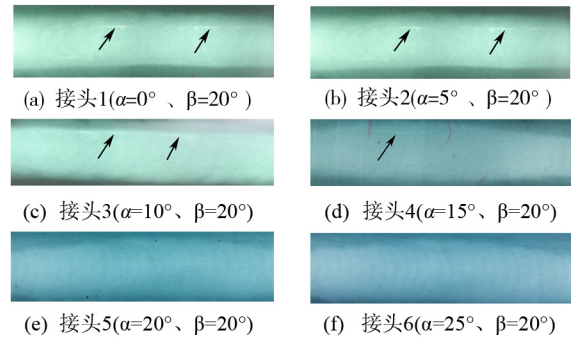 (a) 接头1(α=0° 、β=20° )
(b) 接头2(α=5° 、β=20° )
(c) 接头3(α=10°、β=20°)
(d) 接头4(α=15°、β=20°)
(e) 接头5(α=20°、β=20°)
(f) 接头6(α=25°、β=20°)